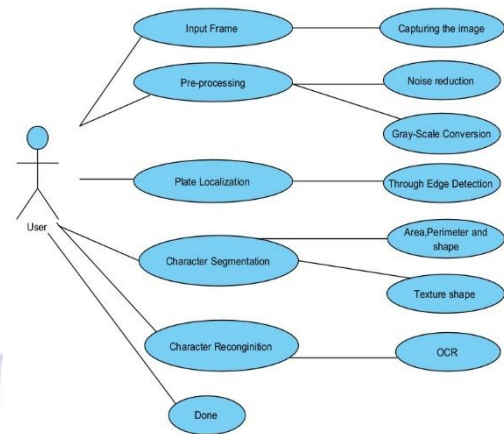 Input Frame
Capturing the image
Pre-processing
Noise reduction
Gray-Scale Conversion
Plate Localization
Through Edge Detection
User
Area,Perimeter and
shape
Character Segmentation
Texture shape
Character Reconginition
OCR
Done